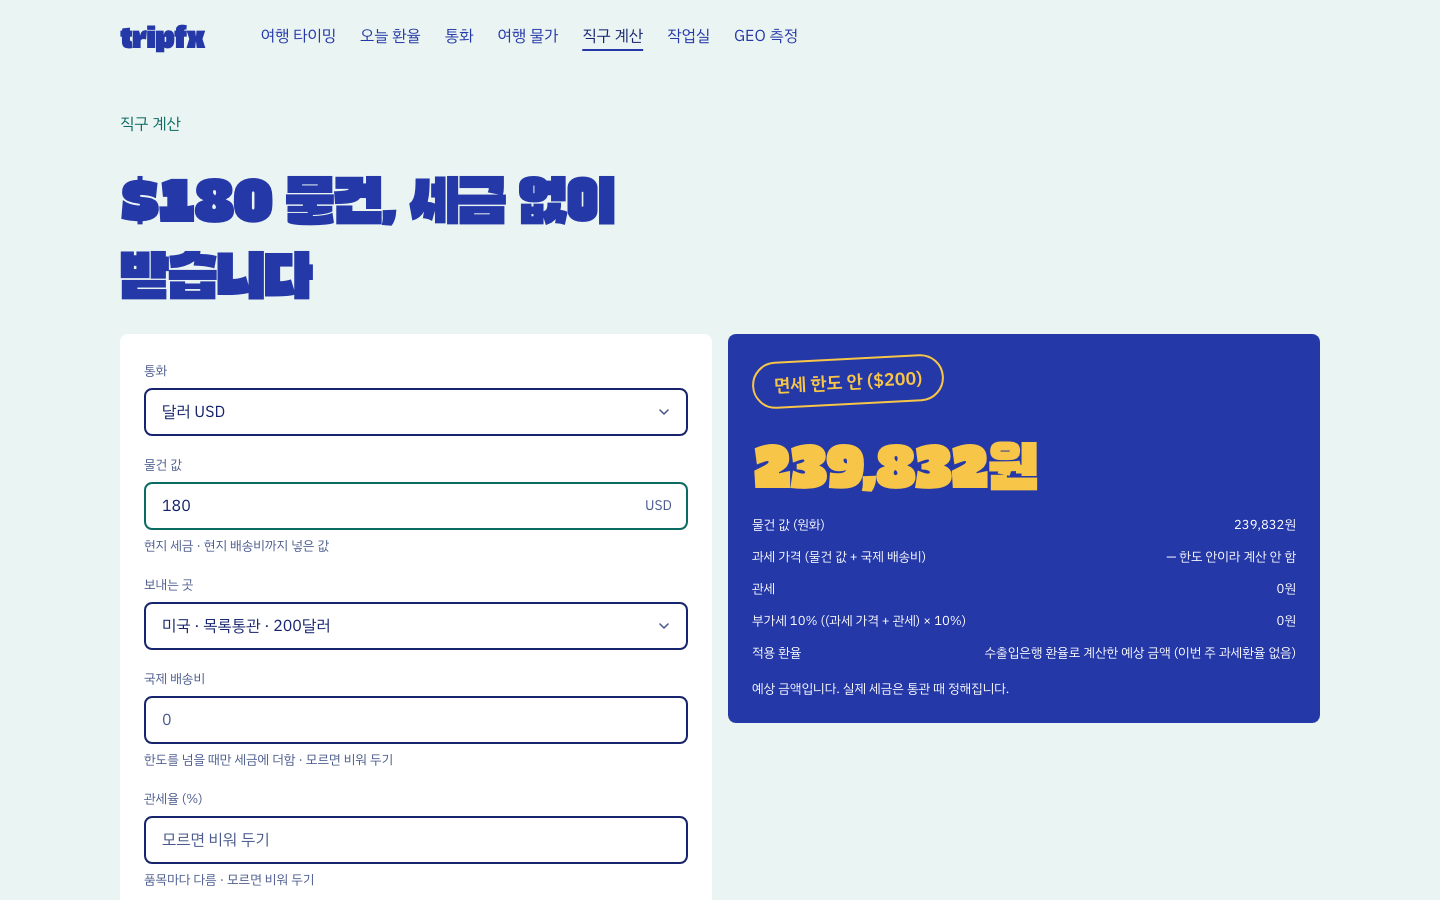 tripfx
여행 타이밍 오늘 환율 통화 여행 물가 직구 계산 작업실 GEO 측정
직구 계산
$180 물건, 세금 없이
받습니다
통화
달러 USD
물건 값
180 USD
현지 세금 · 현지 배송비까지 넣은 값
보내는 곳
미국 · 목록통관 · 200달러
국제 배송비
0
한도를 넘을 때만 세금에 더함 · 모르면 비워 두기
관세율 (%)
모르면 비워 두기
품목마다 다름 · 모르면 비워 두기
면세 한도 안 ($200)
239,832원
물건 값 (원화) 239,832원
과세 가격 (물건 값 + 국제 배송비) — 한도 안이라 계산 안 함
관세 0원
부가세 10% ((과세 가격 + 관세) × 10%) 0원
적용 환율 수출입은행 환율로 계산한 예상 금액 (이번 주 과세환율 없음)
예상 금액입니다. 실제 세금은 통관 때 정해집니다.